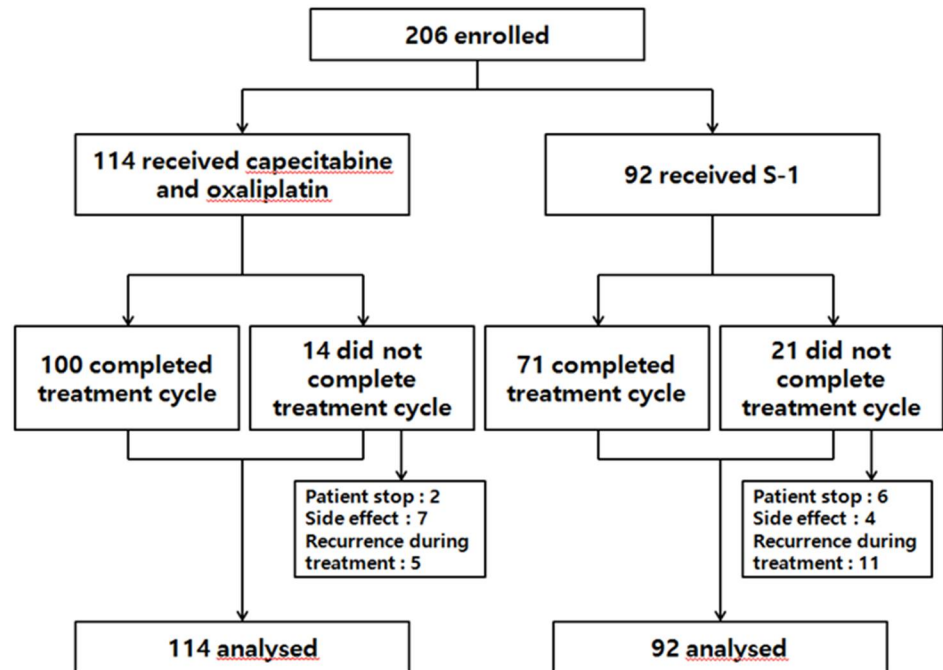 206 enrolled
114 received capecitabine
and oxaliplatin
92 received S-1
100 completed
treatment cycle
14 did not
complete
treatment cycle
71 completed
treatment cycle
21 did not
complete
treatment cycle
Patient stop : 2
Side effect : 7
Recurrence during
treatment : 5
Patient stop : 6
Side effect : 4
Recurrence during
treatment : 11
114 analysed
92 analysed